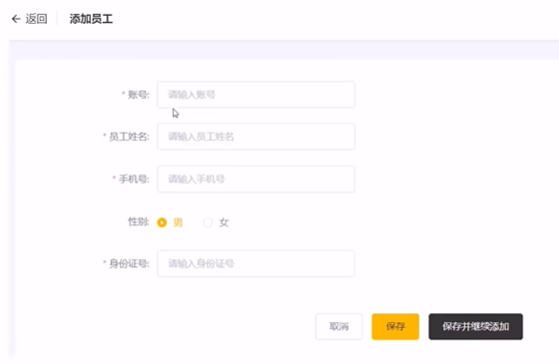 ← 返回 添加员工
* 账号: 请输入账号
* 员工姓名: 请输入员工姓名
* 手机号: 请输入手机号
性别: 男 女
* 身份证号: 请输入身份证号
取消 保存 保存并继续添加